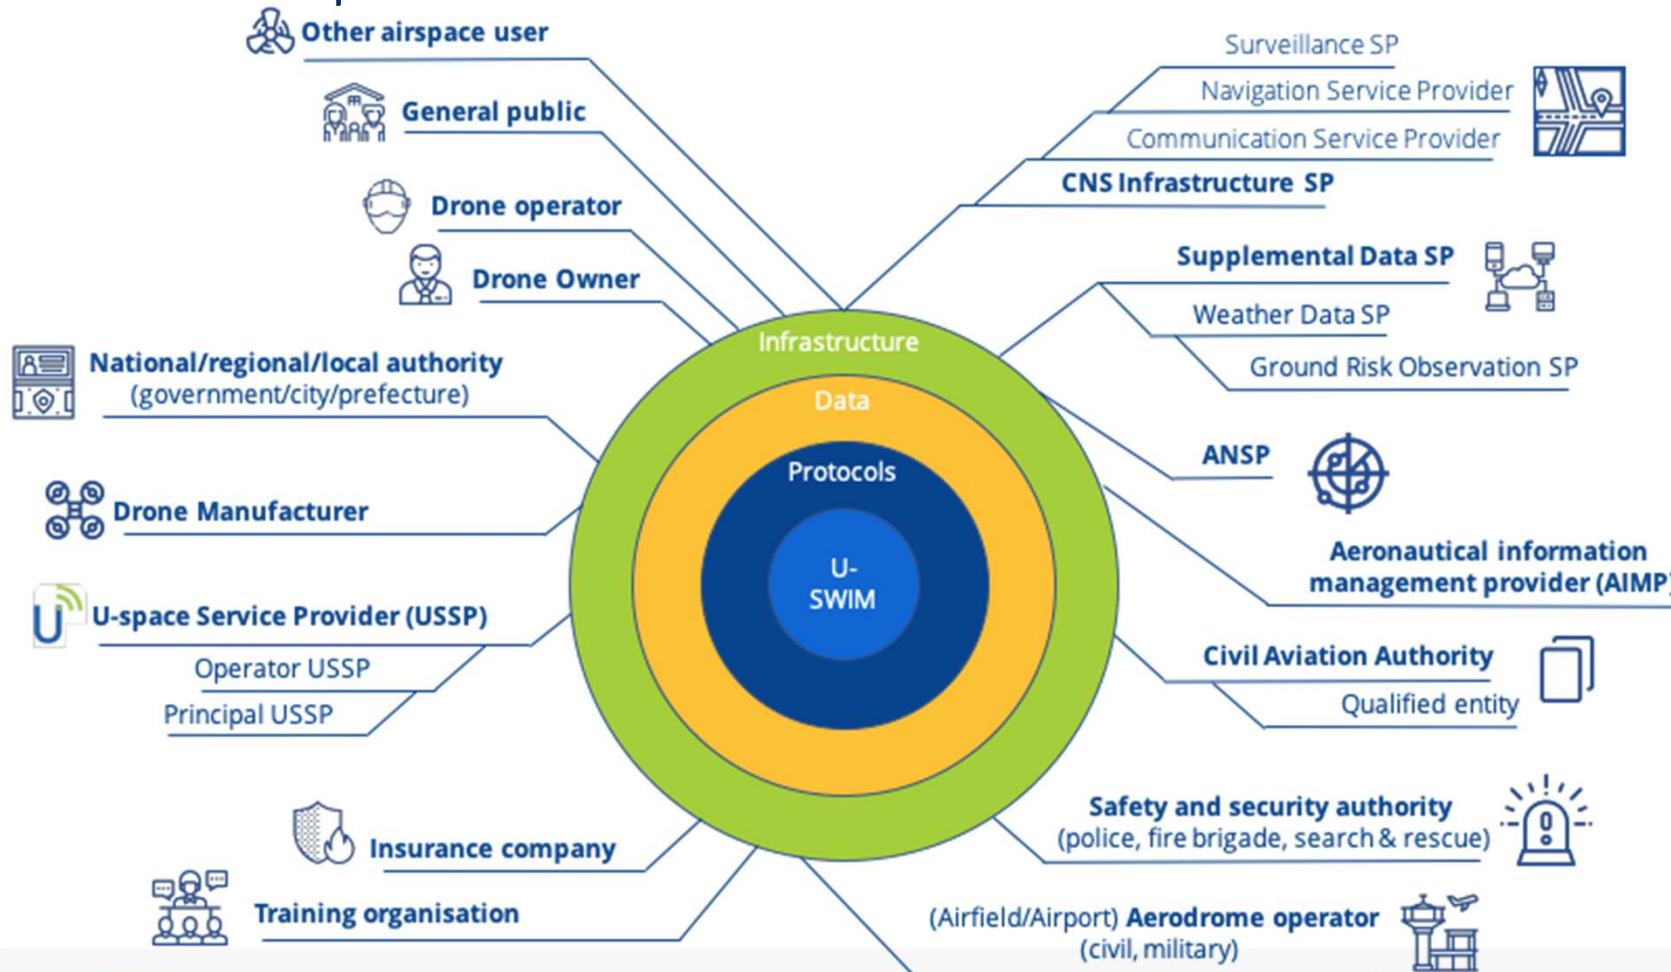 Other airspace user
General public
Drone operator
Drone Owner
National/regional/local authority
(government/city/prefecture)
Drone Manufacturer
U
U-space Service Provider (USSP)
Operator USSP
Principal USSP
Insurance company
Training organisation
Infrastructure
Data
Protocols
U-
SWIM
Surveillance SP
Navigation Service Provider
Communication Service Provider
CNS Infrastructure SP
Supplemental Data SP
Weather Data SP
Ground Risk Observation SP
ANSP
Aeronautical information
management provider (AIMP)
Civil Aviation Authority
Qualified entity
Safety and security authority
(police, fire brigade, search & rescue)
(Airfield/Airport) Aerodrome operator
(civil, military)